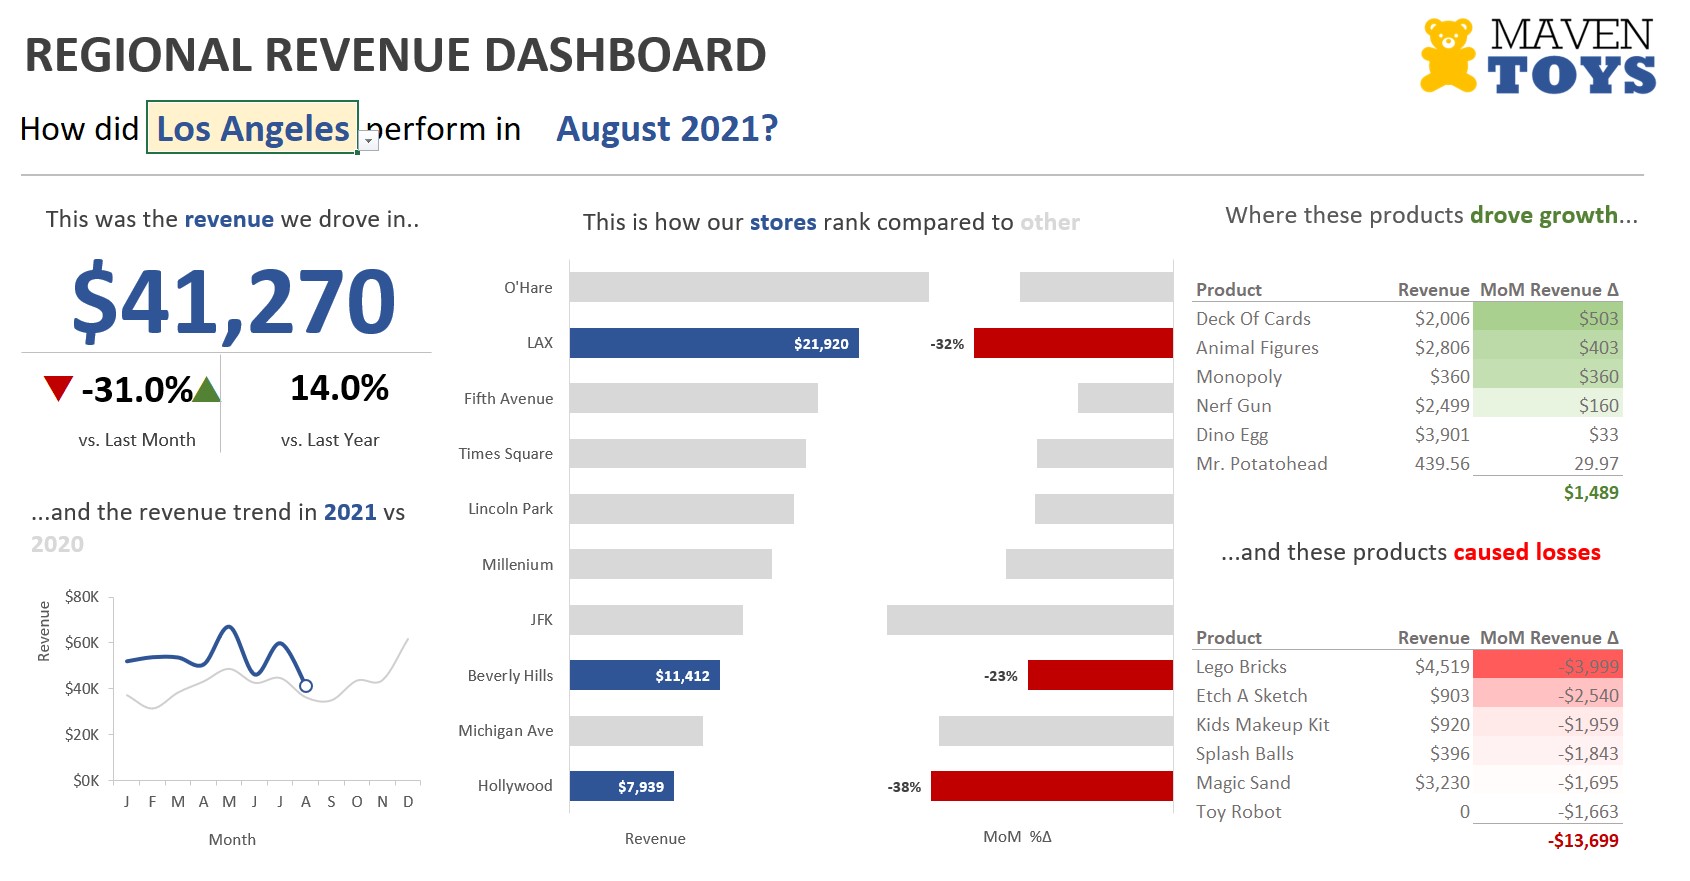 REGIONAL REVENUE DASHBOARD
MAVEN
TOYS
How did Los Angeles perform in August 2021?
This was the revenue we drove in..
$41,270
-31.0%
14.0%
vs. Last Month
vs. Last Year
...and the revenue trend in 2021 vs
2020
Revenue
$80K
$60K
$40K
$20K
$0K
J F M A M J J A S O N D
Month
This is how our stores rank compared to other
O'Hare
LAX $21,920 -32%
Fifth Avenue
Times Square
Lincoln Park
Millenium
JFK
Beverly Hills $11,412 -23%
Michigan Ave
Hollywood $7,939 -38%
Revenue MoM %Δ
Where these products drove growth...
Product Revenue MoM Revenue Δ
Deck Of Cards $2,006 $503
Animal Figures $2,806 $403
Monopoly $360 $360
Nerf Gun $2,499 $160
Dino Egg $3,901 $33
Mr. Potatohead 439.56 29.97
$1,489
...and these products caused losses
Product Revenue MoM Revenue Δ
Lego Bricks $4,519 -$3,999
Etch A Sketch $903 -$2,540
Kids Makeup Kit $920 -$1,959
Splash Balls $396 -$1,843
Magic Sand $3,230 -$1,695
Toy Robot 0 -$1,663
-$13,699